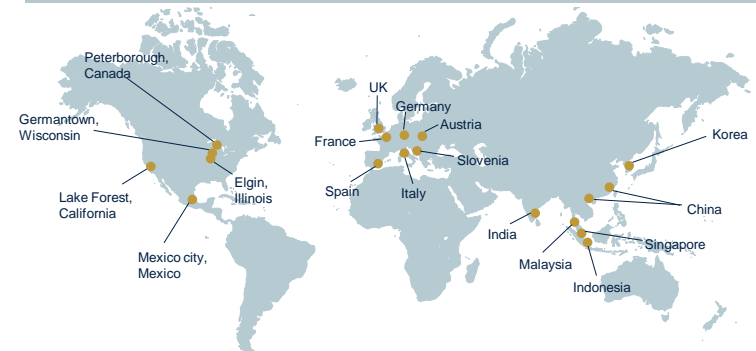 Peterborough,
Canada
Germantown,
Wisconsin
Lake Forest,
California
Elgin,
Illinois
Mexico city,
Mexico
UK
Germany
Austria
France
Slovenia
Spain
Italy
Korea
China
India
Singapore
Malaysia
Indonesia